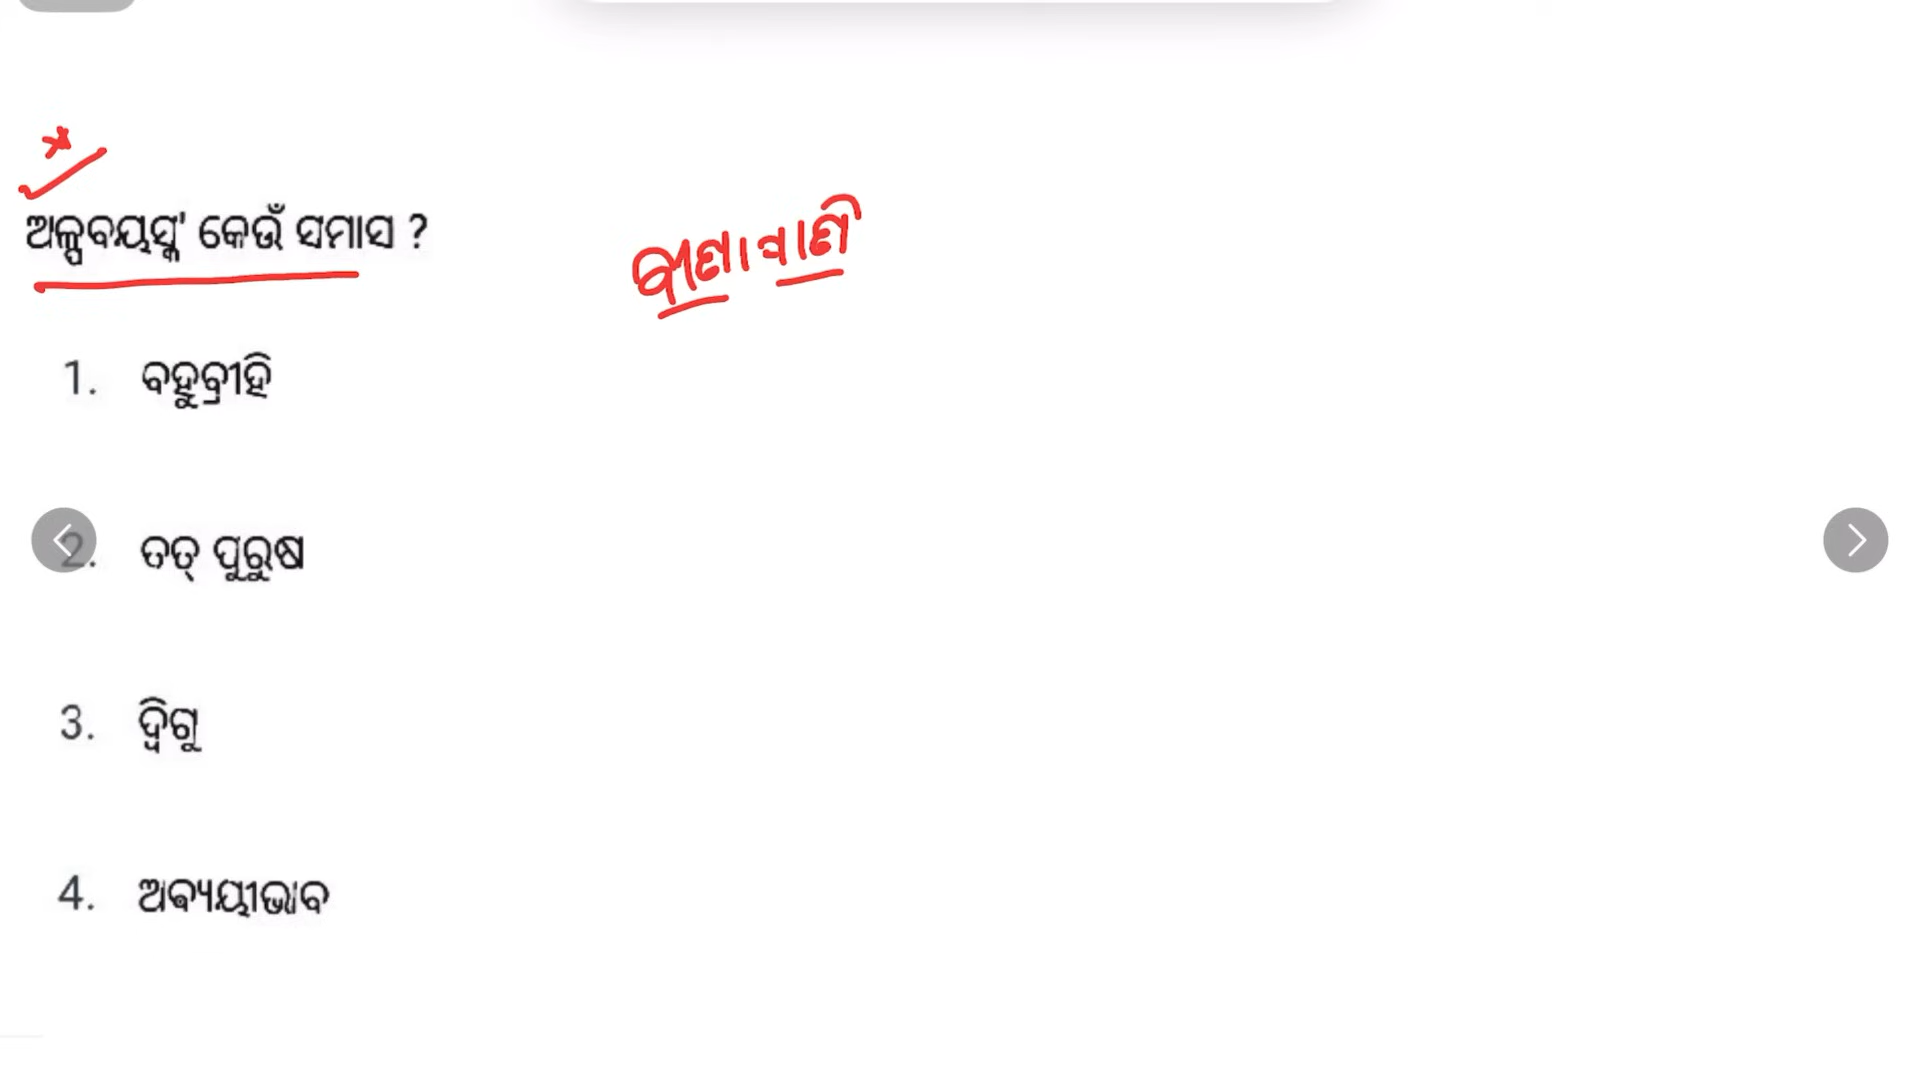 ଅଳ୍ପବୟସ୍କ' କେଉଁ ସମାସ ?
ବୀଣାପାଣି
1. ବହୁବ୍ରୀହି
2. ତତ୍ ପୁରୁଷ
3. ଦ୍ଵିଗୁ
4. ଅବ୍ୟୟୀଭାବ